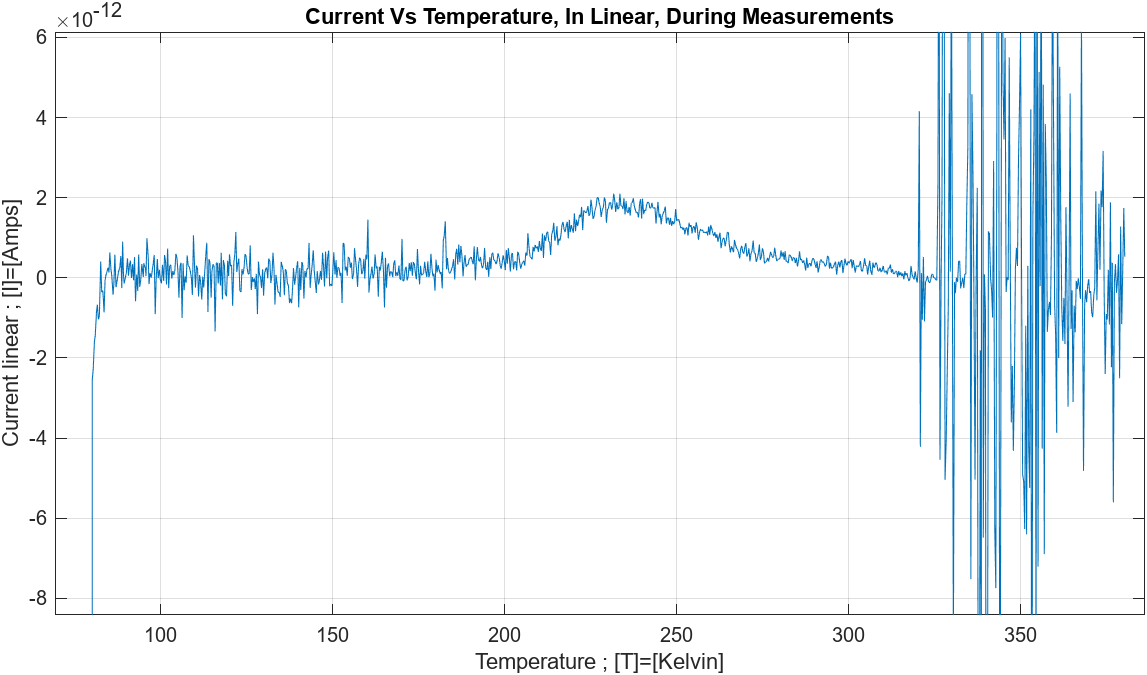 ×10-12
Current Vs Temperature, In Linear, During Measurements
6
4
2
0
-2
-4
-6
-8
Current linear ; [I]=[Amps]
100 150 200 250 300 350
Temperature ; [T]=[Kelvin]